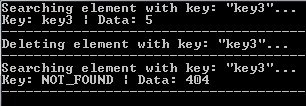 Searching element with key: "key3"...
Key: key3 | Data: 5
Deleting element with key: "key3"...
Searching element with key: "key3"...
Key: NOT_FOUND | Data: 404